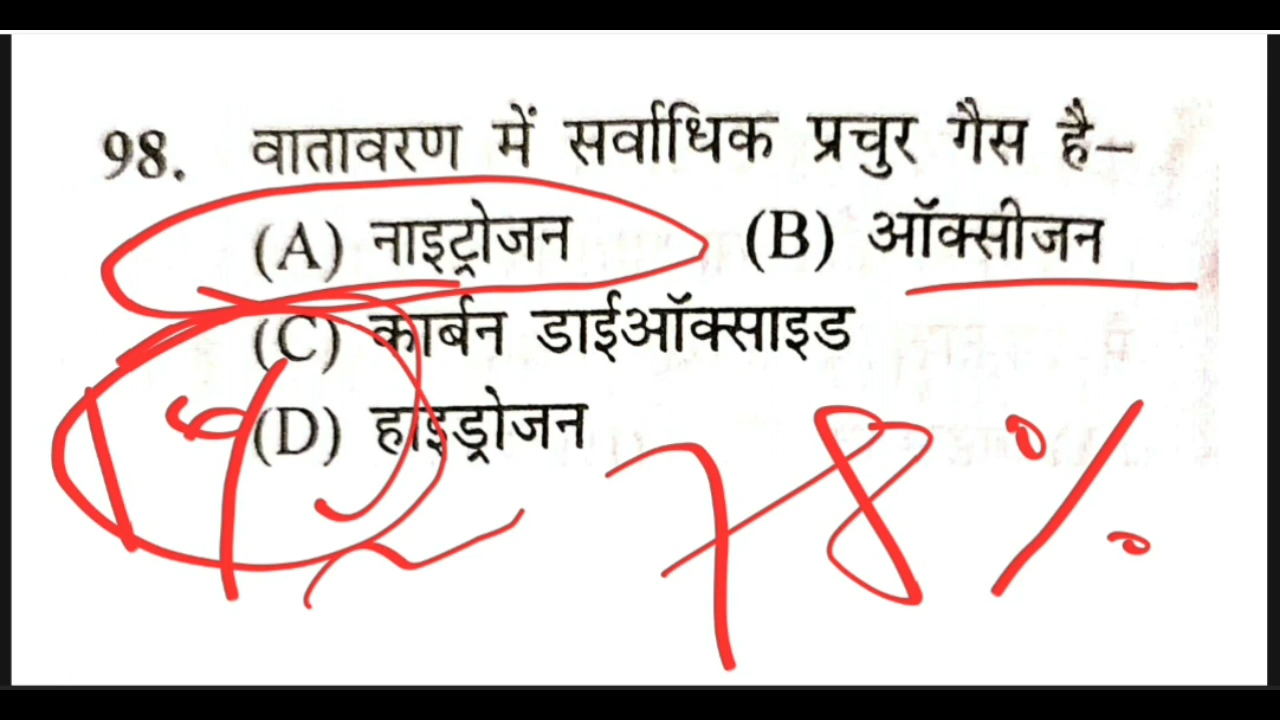 98. वातावरण में सर्वाधिक प्रचुर गैस है–
(A) नाइट्रोजन (B) ऑक्सीजन
(C) कार्बन डाईऑक्साइड
(D) हाइड्रोजन
78%